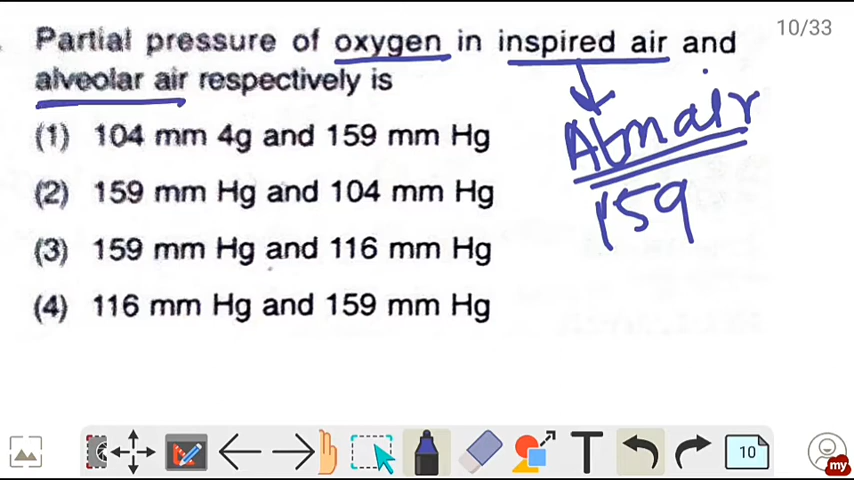 10/33
Partial pressure of oxygen in inspired air and
alveolar air respectively is
(1) 104 mm 4g and 159 mm Hg
(2) 159 mm Hg and 104 mm Hg
(3) 159 mm Hg and 116 mm Hg
(4) 116 mm Hg and 159 mm Hg
Atm air
159
T
10
my